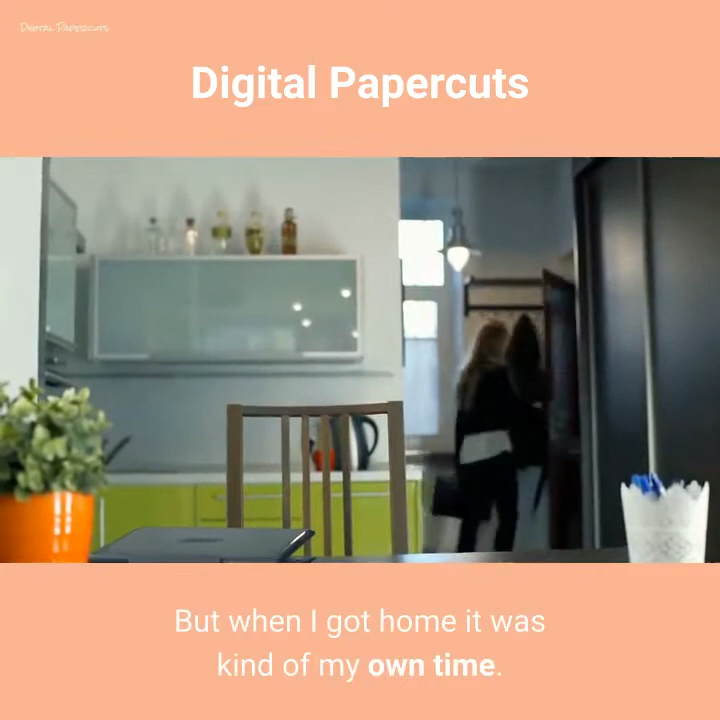 Digital Papercuts
Digital Papercuts
But when I got home it was
kind of my own time.